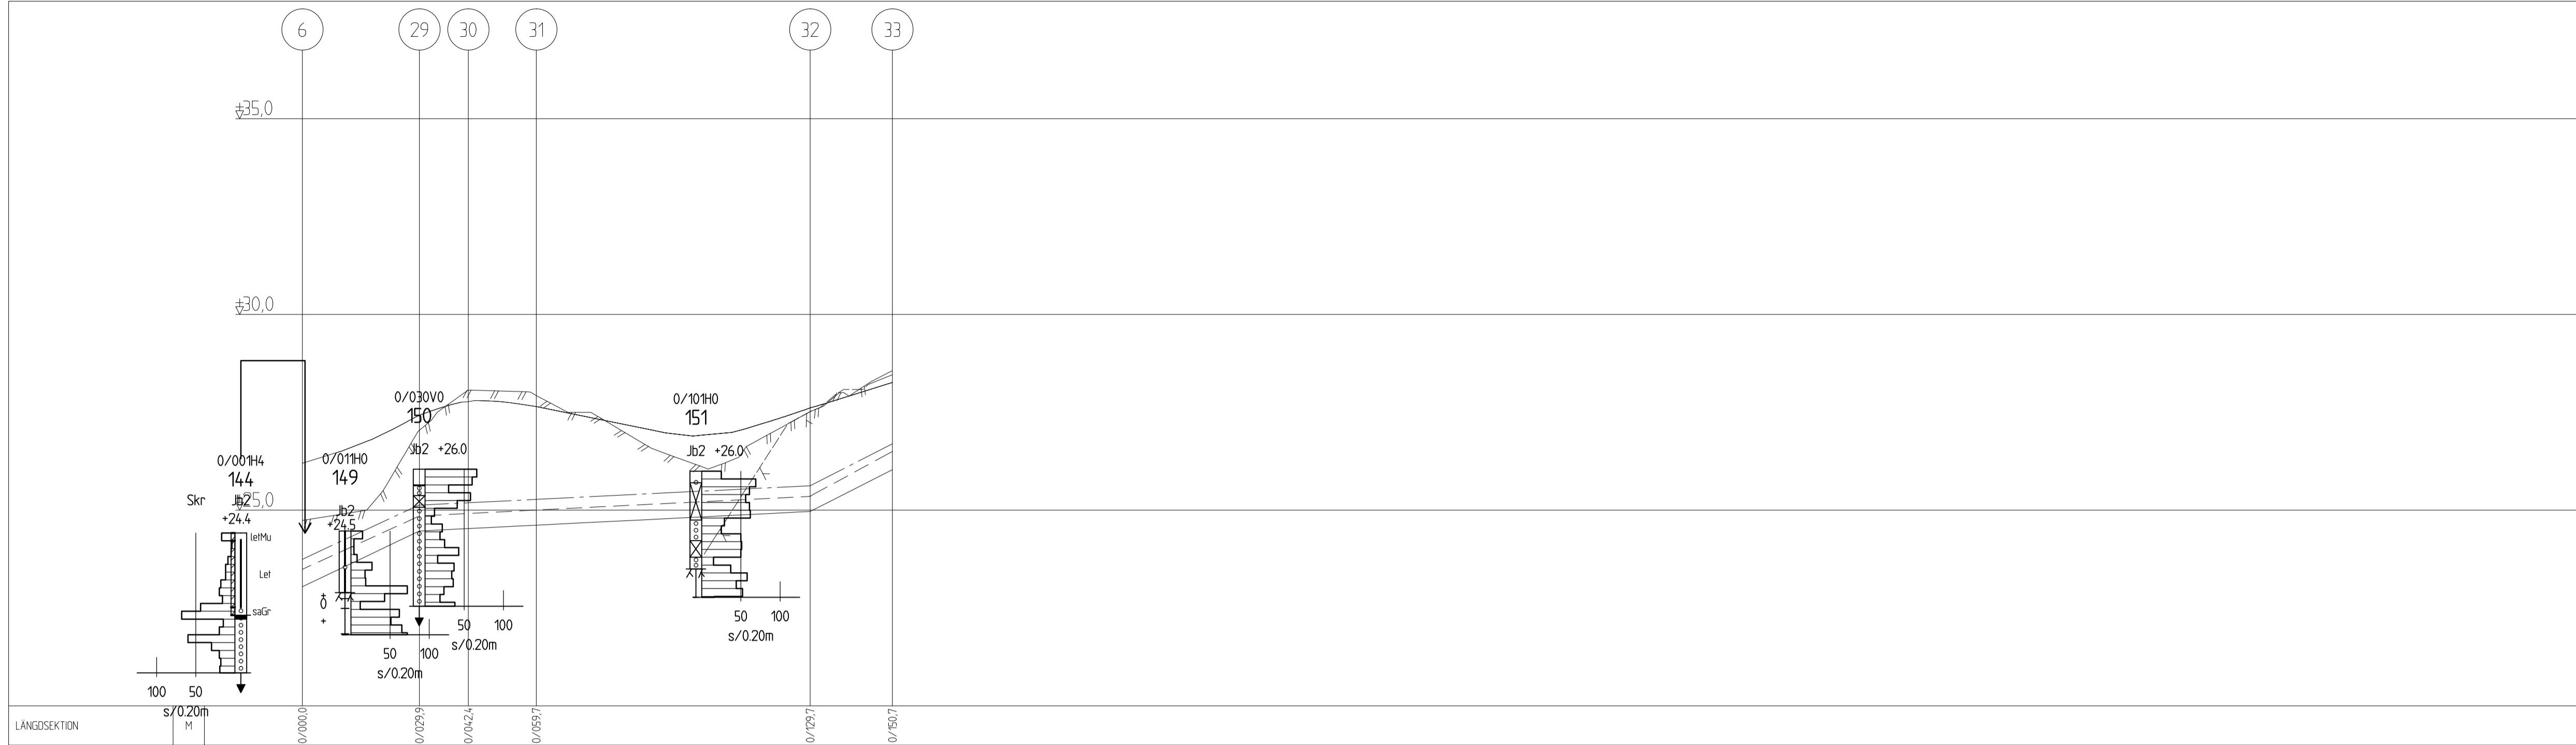 6
29
30
31
32
33
+35,0
+30,0
+25,0
0/030V0
150
Jb2 +26.0
0/101H0
151
Jb2 +26.0
0/001H4
144
Skr Jb2
+24.4
0/011H0
149
Jb2
+24.5
letMu
Let
saGr
+
0
+
50 100
s/0.20m
50 100
s/0.20m
50 100
s/0.20m
100 50
s/0.20m
LÄNGDSEKTION M
0/000,0
0/029,9
0/042,4
0/059,7
0/129,7
0/150,7